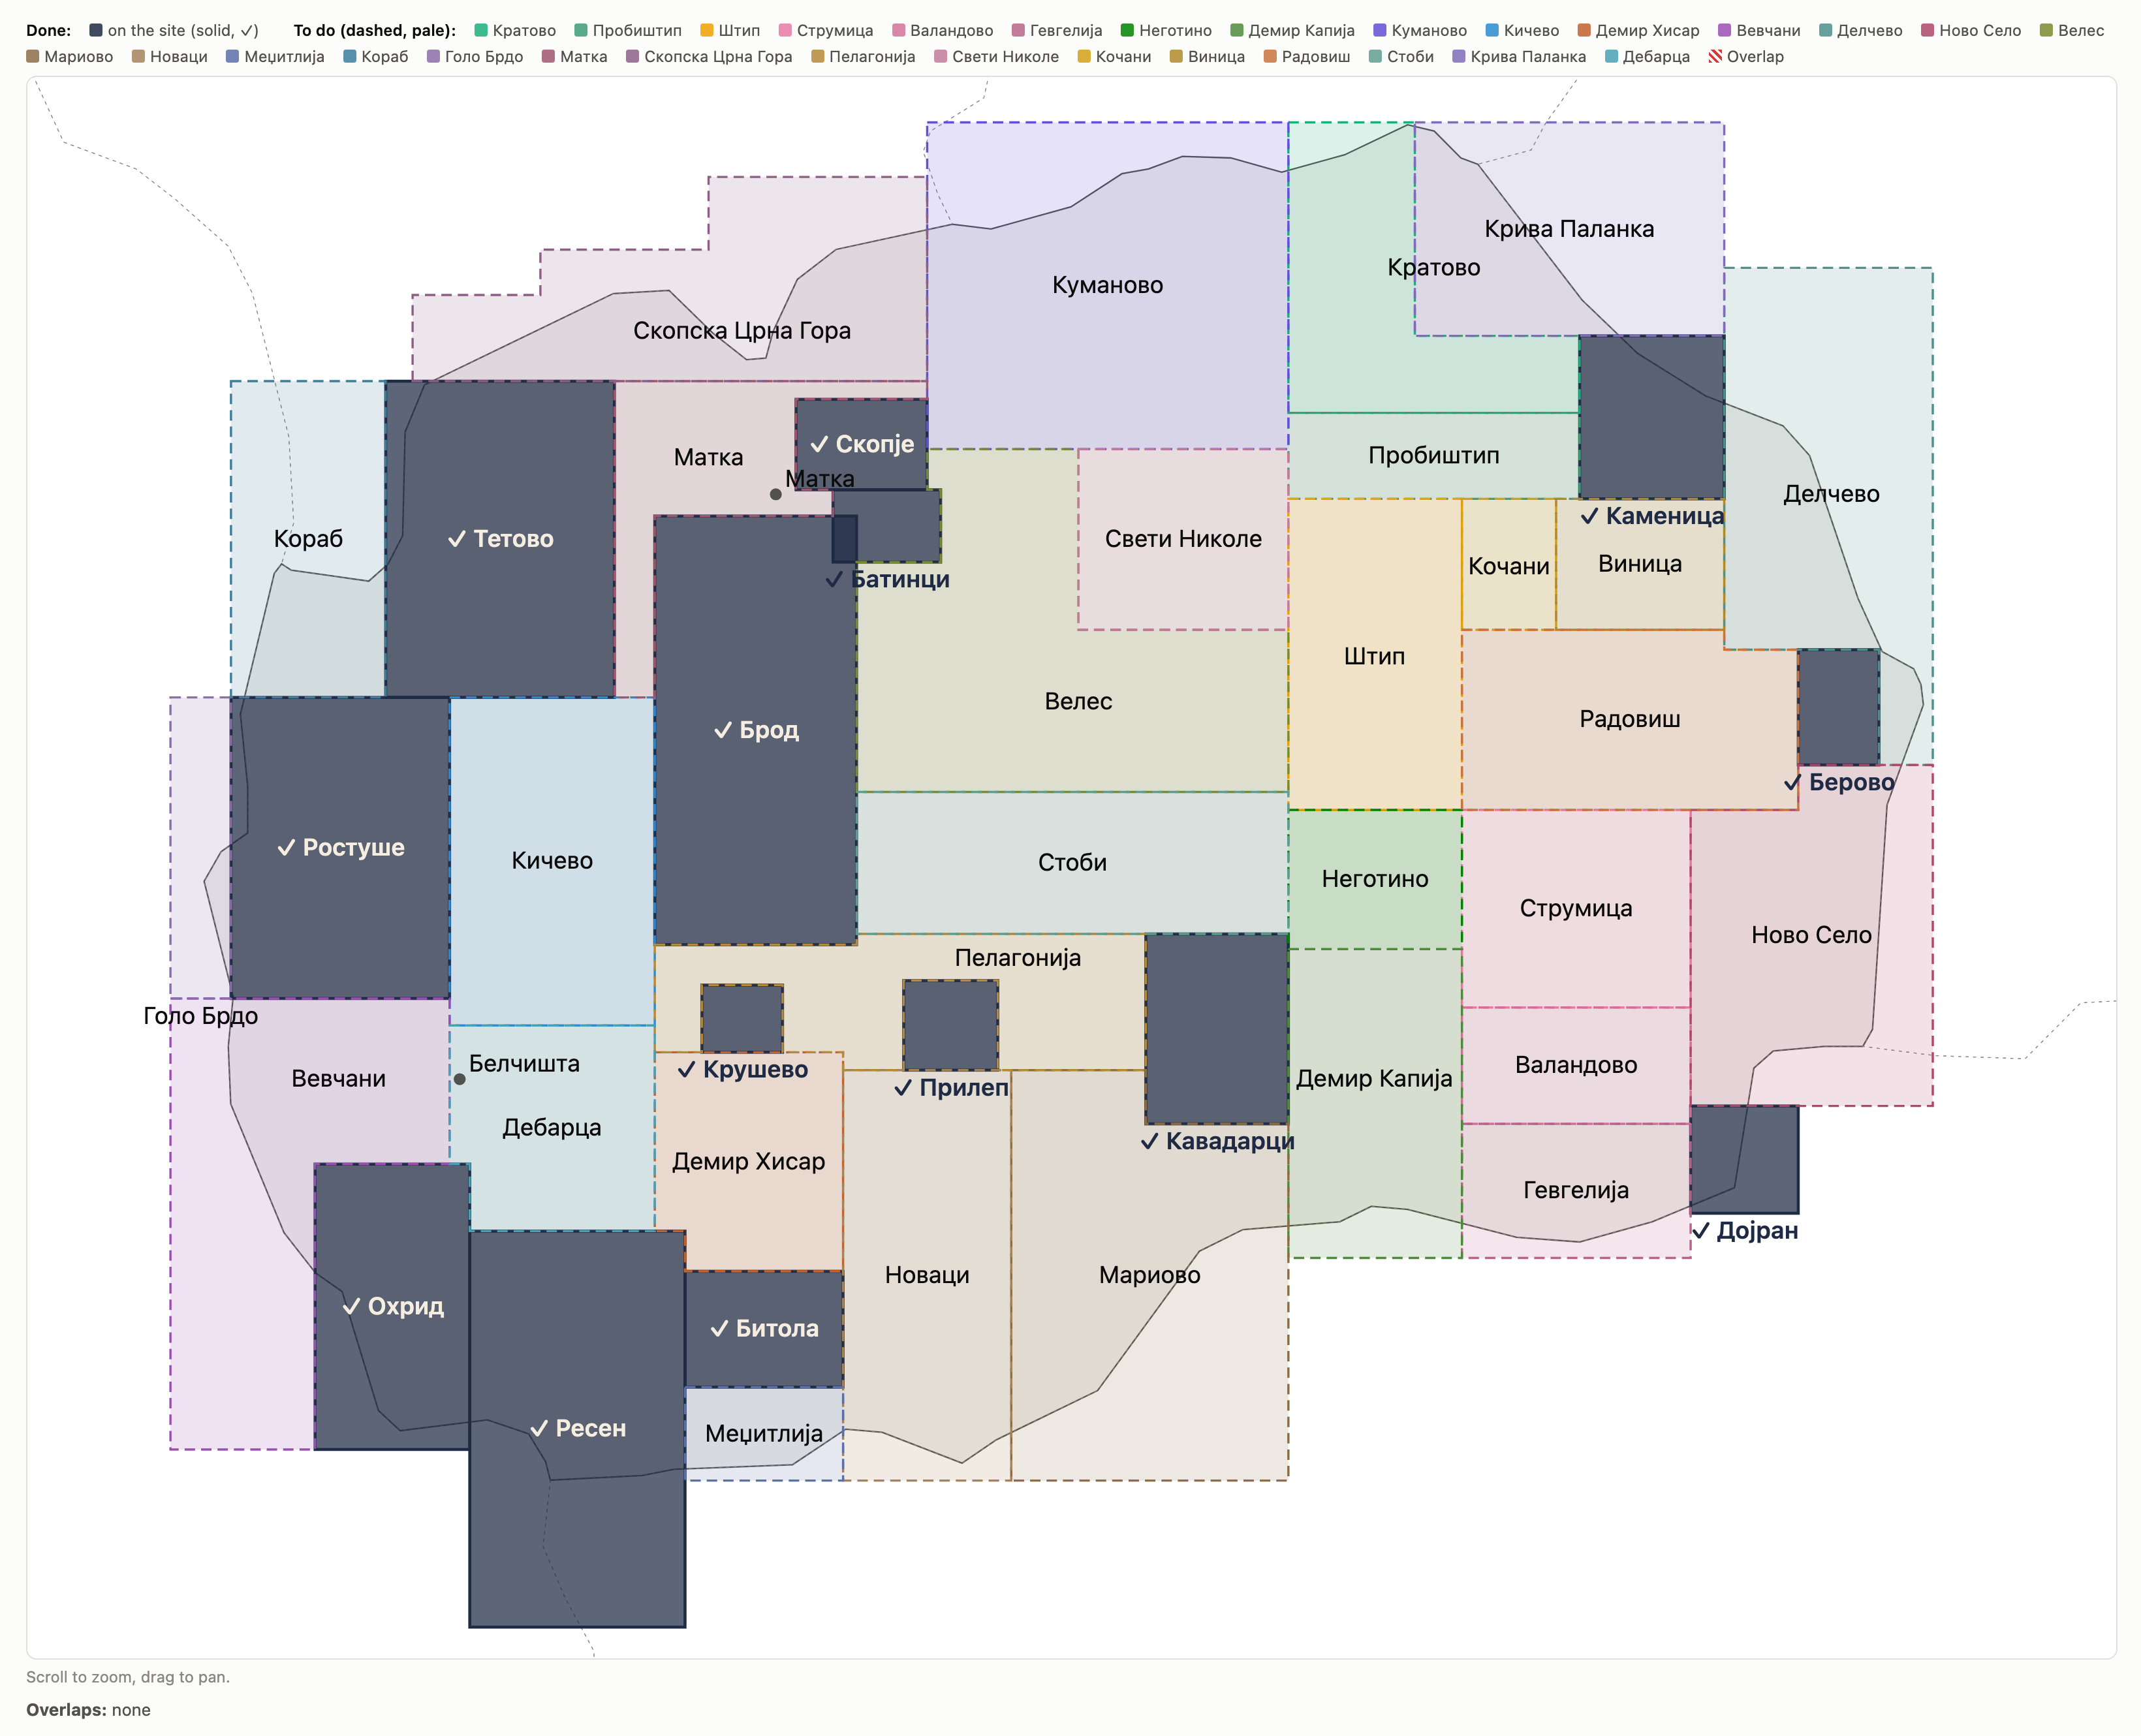 Done: on the site (solid, ✓) To do (dashed, pale): Кратово Пробиштип Штип Струмица Валандово Гевгелија Неготино Демир Капија Куманово Кичево Демир Хисар Вевчани Делчево Ново Село Велес
Мариово Новаци Меџитлија Кораб Голо Брдо Матка Скопска Црна Гора Пелагонија Свети Николе Кочани Виница Радовиш Стоби Крива Паланка Дебарца Overlap
Крива Паланка
Кратово
Куманово
Скопска Црна Гора
✓ Скопје
Матка
Пробиштип
Матка
Делчево
✓ Каменица
Кораб
✓ Тетово
Свети Николе
Кочани
Виница
✓ Батинци
Штип
Велес
Радовиш
✓ Брод
✓ Берово
✓ Ростуше
Кичево
Стоби
Неготино
Струмица
Ново Село
Пелагонија
Голо Брдо
Белчишта
✓ Крушево
Валандово
Вевчани
Демир Капија
✓ Прилеп
Дебарца
✓ Кавадарци
Демир Хисар
Гевгелија
✓ Дојран
Новаци
Мариово
✓ Охрид
✓ Битола
✓ Ресен
Меџитлија
Scroll to zoom, drag to pan.
Overlaps: none